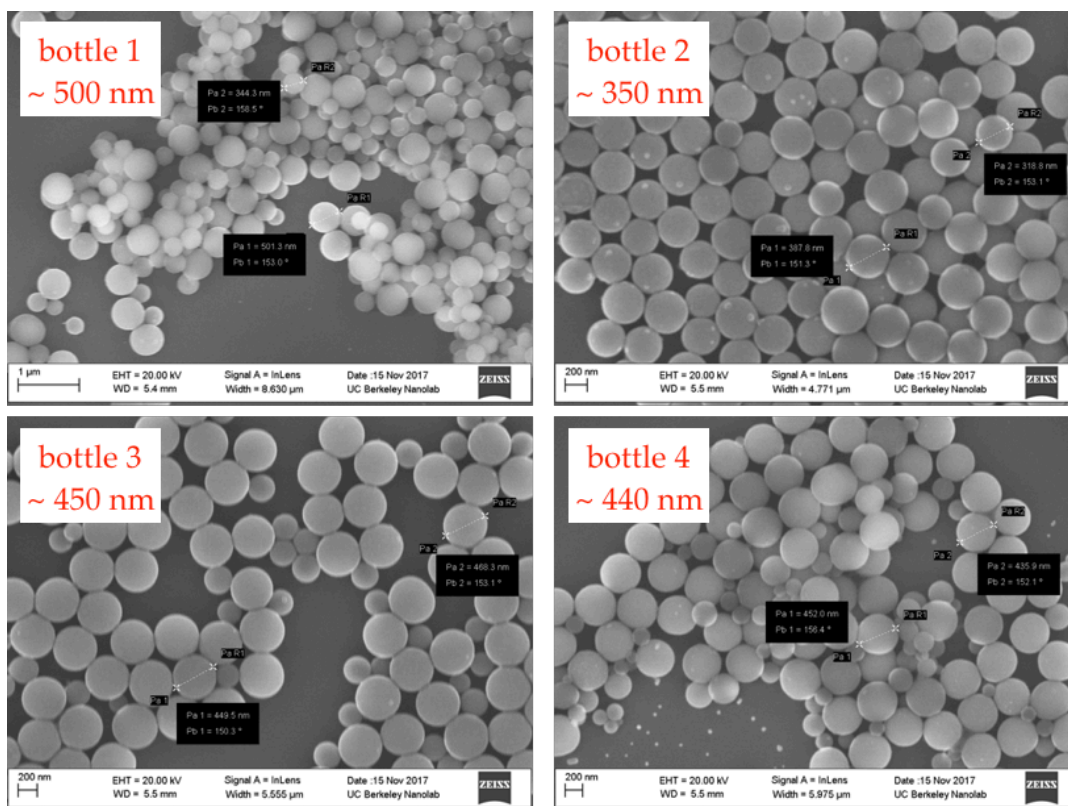 bottle 1
~ 500 nm
Pa R2
Pa 2 = 344.3 nm
Pb 2 = 158.5 °
Pa R1
Pa 1 = 501.3 nm
Pb 1 = 153.0 °
1 µm
EHT = 20.00 kV
WD = 5.4 mm
Signal A = InLens
Width = 8.630 µm
Date :15 Nov 2017
UC Berkeley Nanolab
ZEISS
bottle 2
~ 350 nm
Pa R2
Pa 2
Pa 2 = 318.8 nm
Pb 2 = 153.1 °
Pa R1
Pa 1 = 387.8 nm
Pb 1 = 151.3 °
Pa 1
200 nm
EHT = 20.00 kV
WD = 5.5 mm
Signal A = InLens
Width = 4.771 µm
Date :15 Nov 2017
UC Berkeley Nanolab
ZEISS
bottle 3
~ 450 nm
Pa R2
Pa 2
Pa 2 = 468.3 nm
Pb 2 = 153.1 °
Pa R1
Pa 1
Pa 1 = 449.5 nm
Pb 1 = 150.3 °
200 nm
EHT = 20.00 kV
WD = 5.5 mm
Signal A = InLens
Width = 5.555 µm
Date :15 Nov 2017
UC Berkeley Nanolab
ZEISS
bottle 4
~ 440 nm
Pa R2
Pa 2
Pa 2 = 435.9 nm
Pb 2 = 152.1 °
Pa 1 = 452.0 nm
Pb 1 = 156.4 °
Pa R1
Pa 1
200 nm
EHT = 20.00 kV
WD = 5.5 mm
Signal A = InLens
Width = 5.975 µm
Date :15 Nov 2017
UC Berkeley Nanolab
ZEISS